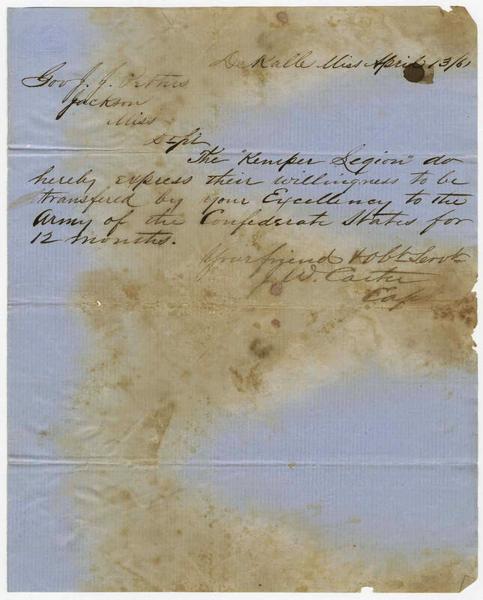 DeKalb Miss April 13/61
Gov J. J. Pettus
Jackson
Miss
The "Kemper Legion" do
hereby express their willingness to be
transfered by your Excellency to the
Army of the Confederate States for
12 months.
Your friend & obt Servt
J. W. Carter
Capt